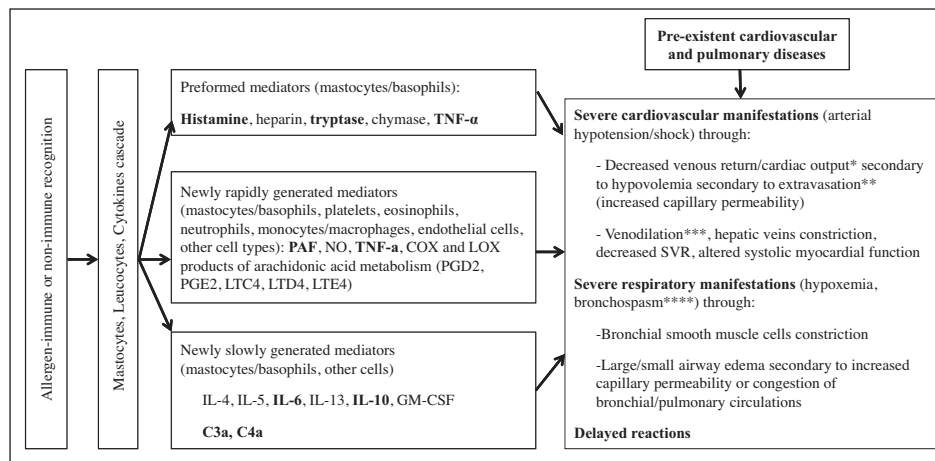 Pre-existent cardiovascular
and pulmonary diseases
Allergen-immune or non-immune recognition
Mastocytes, Leucocytes, Cytokines cascade
Preformed mediators (mastocytes/basophils):
Histamine, heparin, tryptase, chymase, TNF-α
Newly rapidly generated mediators
(mastocytes/basophils, platelets, eosinophils,
neutrophils, monocytes/macrophages, endothelial cells,
other cell types): PAF, NO, TNF-a, COX and LOX
products of arachidonic acid metabolism (PGD2,
PGE2, LTC4, LTD4, LTE4)
Newly slowly generated mediators
(mastocytes/basophils, other cells)
IL-4, IL-5, IL-6, IL-13, IL-10, GM-CSF
C3a, C4a
Severe cardiovascular manifestations (arterial
hypotension/shock) through:
- Decreased venous return/cardiac output* secondary
to hypovolemia secondary to extravasation**
(increased capillary permeability)
- Venodilation***, hepatic veins constriction,
decreased SVR, altered systolic myocardial function
Severe respiratory manifestations (hypoxemia,
bronchospasm****) through:
-Bronchial smooth muscle cells constriction
-Large/small airway edema secondary to increased
capillary permeability or congestion of
bronchial/pulmonary circulations
Delayed reactions